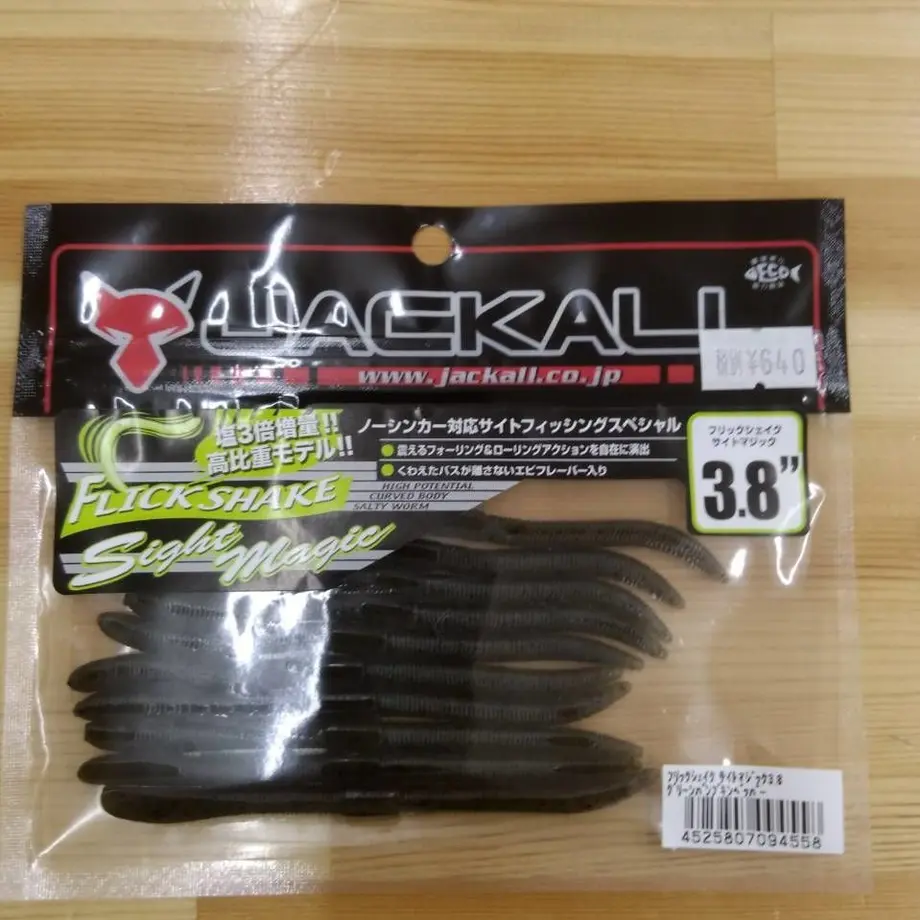 ECO
JACKALL
税別 ¥640
www.jackall.co.jp
塩3倍増量!!
高比重モデル!!
ノーシンカー対応サイトフィッシングスペシャル
震えるフォーリング&ローリングアクションを自在に演出
くわえたバスが離さないエビフレーバー入り
HIGH POTENTIAL
CURVED BODY
SALTY WORM
FLICK SHAKE
Sight Magic
フリックシェイク
サイトマジック
3.8"
フリックシェイク サイトマジック3.8
グリーンパンプキンペッパー
4525807094558